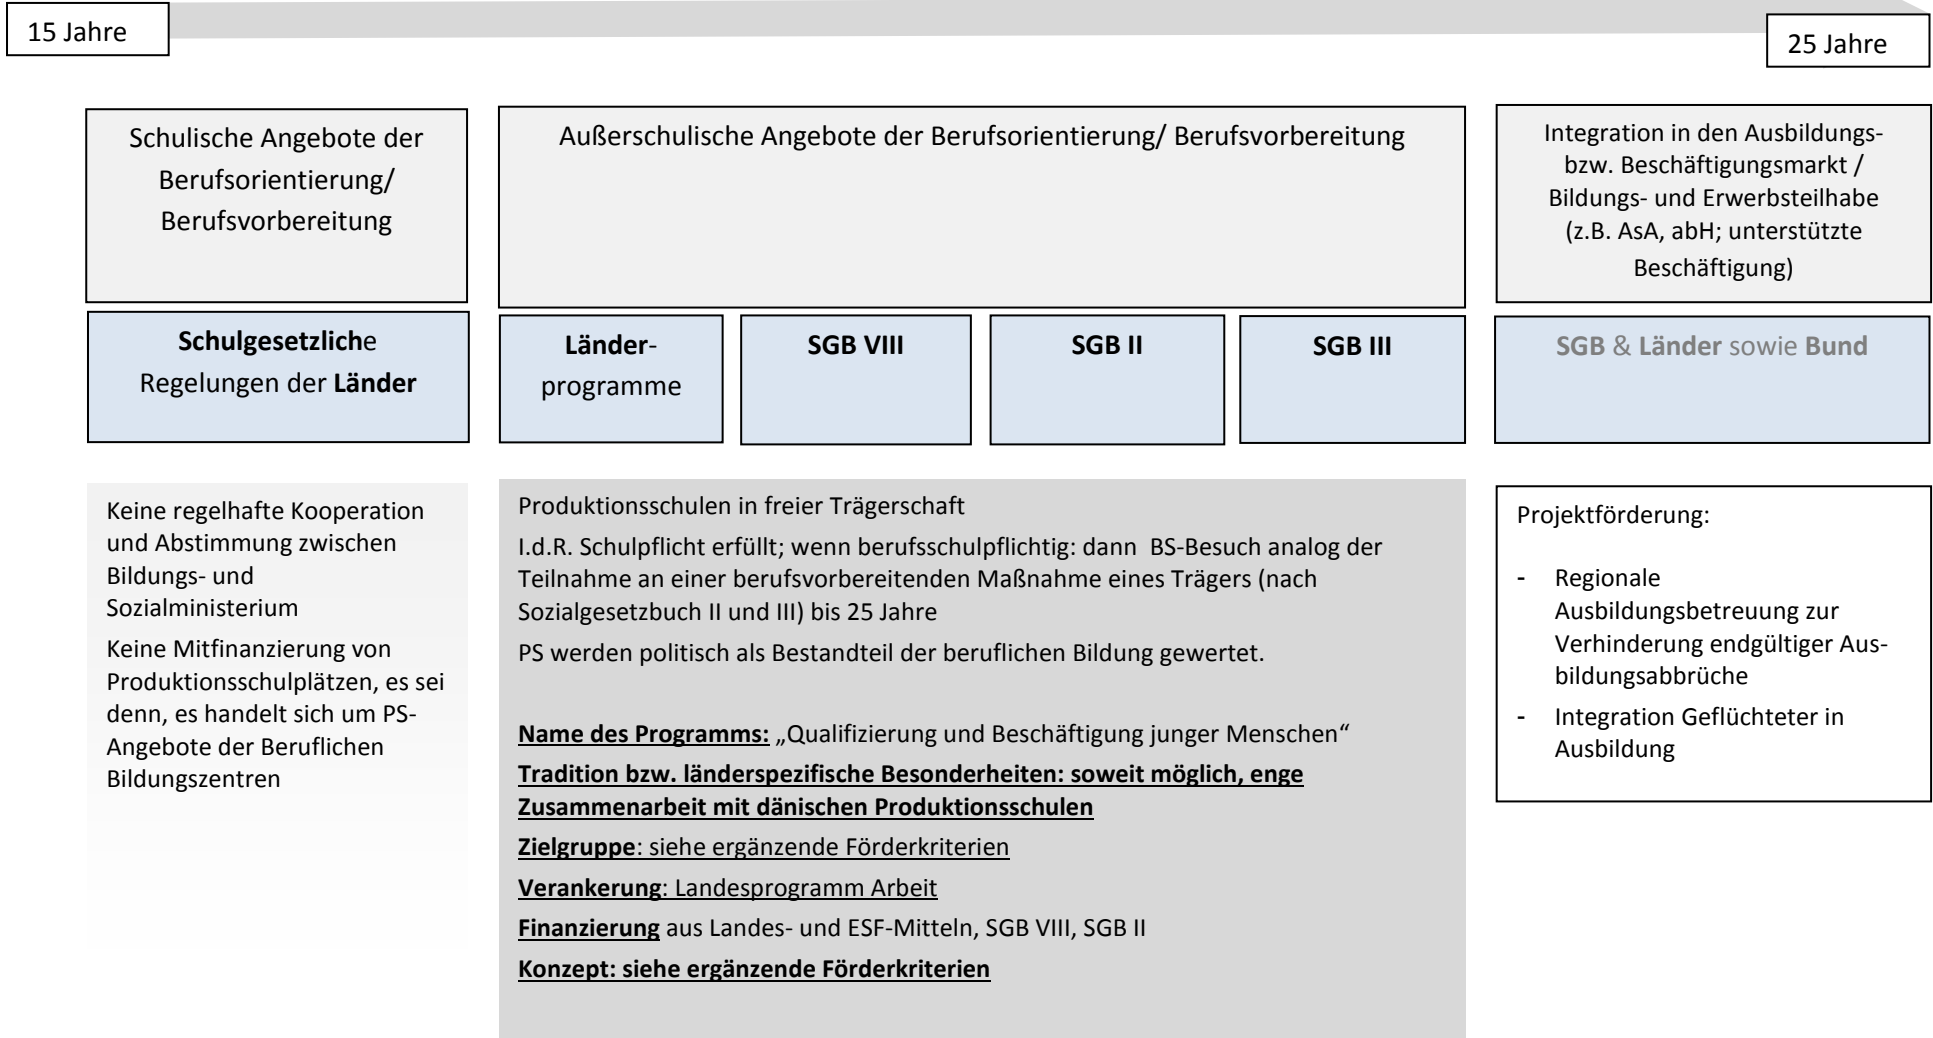 15 Jahre
25 Jahre
Schulische Angebote der
Berufsorientierung/
Berufsvorbereitung
Außerschulische Angebote der Berufsorientierung/ Berufsvorbereitung
Integration in den Ausbildungs-
bzw. Beschäftigungsmarkt /
Bildungs- und Erwerbsteilhabe
(z.B. AsA, abH; unterstützte
Beschäftigung)
Schulgesetzliche
Regelungen der Länder
Länder-
programme
SGB VIII
SGB II
SGB III
SGB & Länder sowie Bund
Keine regelhafte Kooperation
und Abstimmung zwischen
Bildungs- und
Sozialministerium
Keine Mitfinanzierung von
Produktionsschulplätzen, es sei
denn, es handelt sich um PS-
Angebote der Beruflichen
Bildungszentren
Produktionsschulen in freier Trägerschaft
I.d.R. Schulpflicht erfüllt; wenn berufsschulpflichtig: dann  BS-Besuch analog der
Teilnahme an einer berufsvorbereitenden Maßnahme eines Trägers (nach
Sozialgesetzbuch II und III) bis 25 Jahre
PS werden politisch als Bestandteil der beruflichen Bildung gewertet.
Name des Programms: „Qualifizierung und Beschäftigung junger Menschen“
Tradition bzw. länderspezifische Besonderheiten: soweit möglich, enge
Zusammenarbeit mit dänischen Produktionsschulen
Zielgruppe: siehe ergänzende Förderkriterien
Verankerung: Landesprogramm Arbeit
Finanzierung aus Landes- und ESF-Mitteln, SGB VIII, SGB II
Konzept: siehe ergänzende Förderkriterien
Projektförderung:
- Regionale
Ausbildungsbetreuung zur
Verhinderung endgültiger Aus-
bildungsabbrüche
- Integration Geflüchteter in
Ausbildung